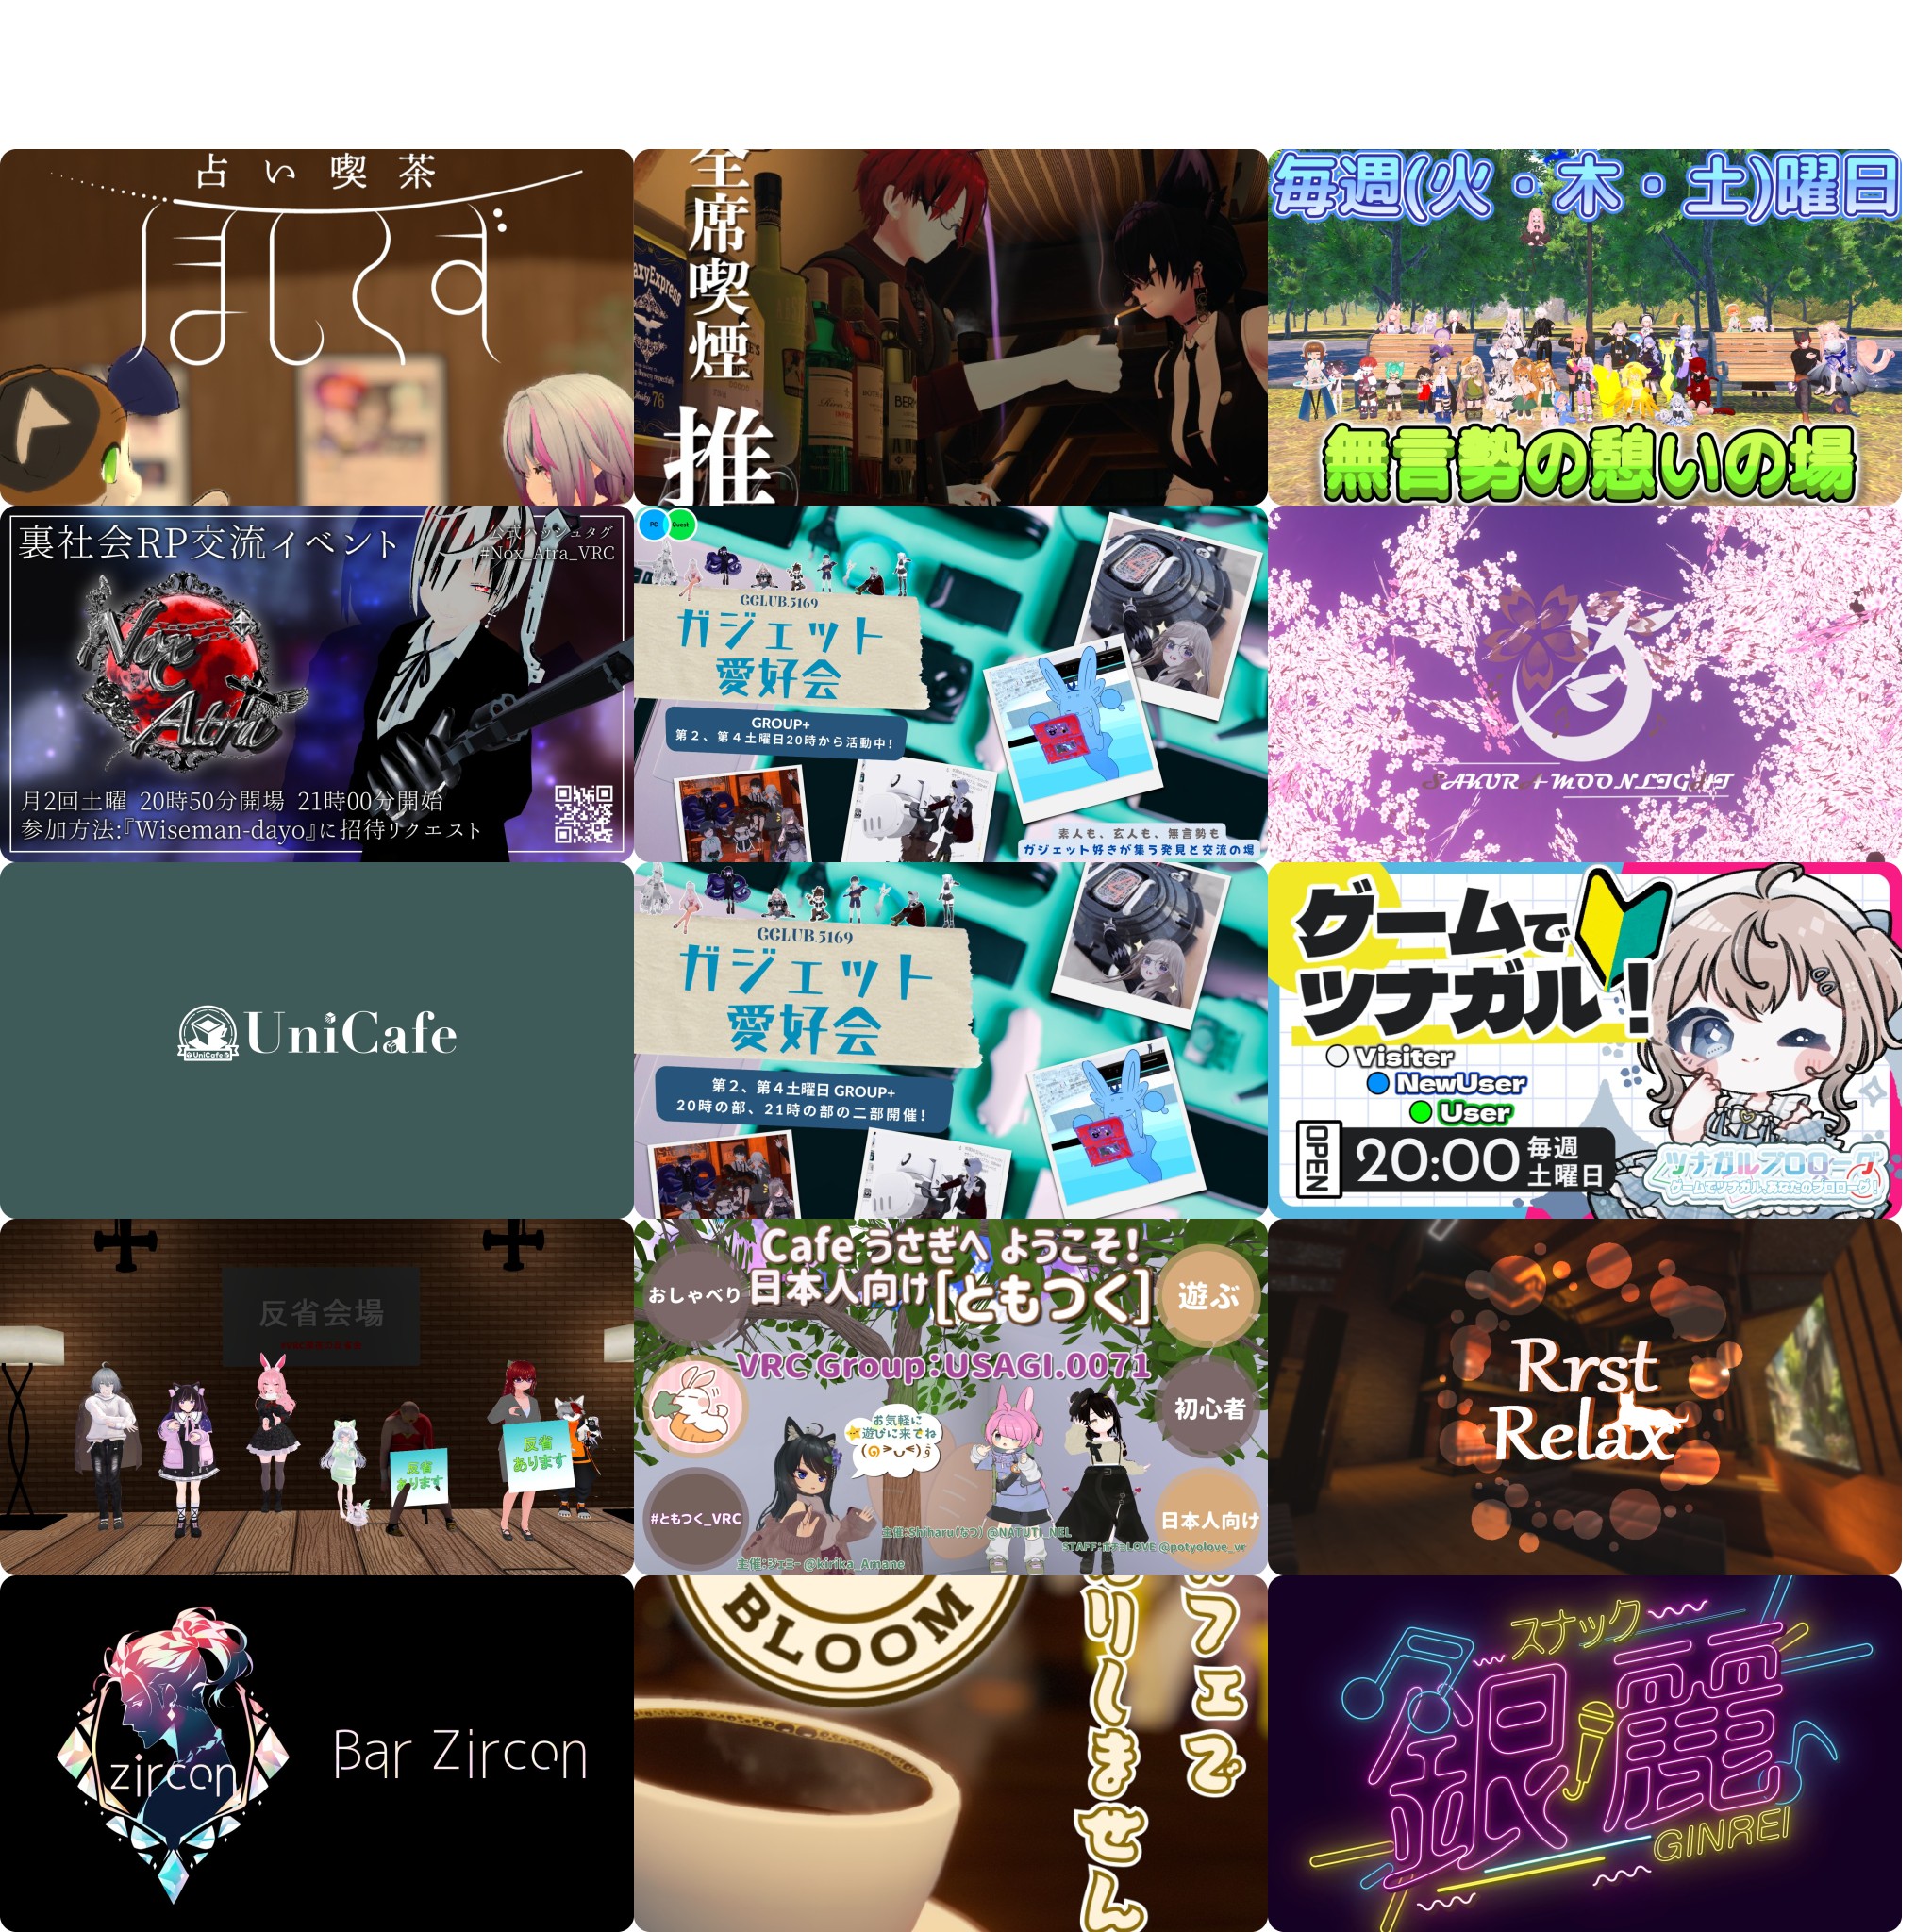 占い喫茶
ほしくず
全席喫煙
推
毎週(火・木・土)曜日
無言勢の憩いの場
裏社会RP交流イベント
公式ハッシュタグ
#Nox_Atra_VRC
Nox
Atra
月2回土曜 20時50分開場 21時00分開始
参加方法:『Wiseman-dayo』に招待リクエスト
PC
Quest
GCLUB.5169
ガジェット
愛好会
GROUP+
第2、第4土曜日20時から活動中!
素人も、玄人も、無言勢も
ガジェット好きが集う発見と交流の場
SAKURA MOONLIGHT
UniCafe
UniCafe
GCLUB.5169
ガジェット
愛好会
第2、第4土曜日 GROUP+
20時の部、21時の部の二部開催!
ゲームで
ツナガル!
Visiter
NewUser
User
OPEN
20:00
毎週
土曜日
ツナガルプロローグ
ゲームでツナガル、あなたのプロローグ!
反省会場
反省
あります
反省
あります
Cafe うさぎへ ようこそ!
日本人向け[ともつく]
おしゃべり
遊ぶ
VRC Group:USAGI.0071
初心者
お気軽に
遊びに来てね
#ともつく_VRC
日本人向け
主催:Shiharu(なつ) @NATUTI_NEL
STAFF:ポチョLOVE @potyolove_vr
主催:ジェミー @kirika_Amane
Rrst
Relax
zircon
Bar Zircon
BLOOM
フェで
りしません
スナック
銀麗
GINREI